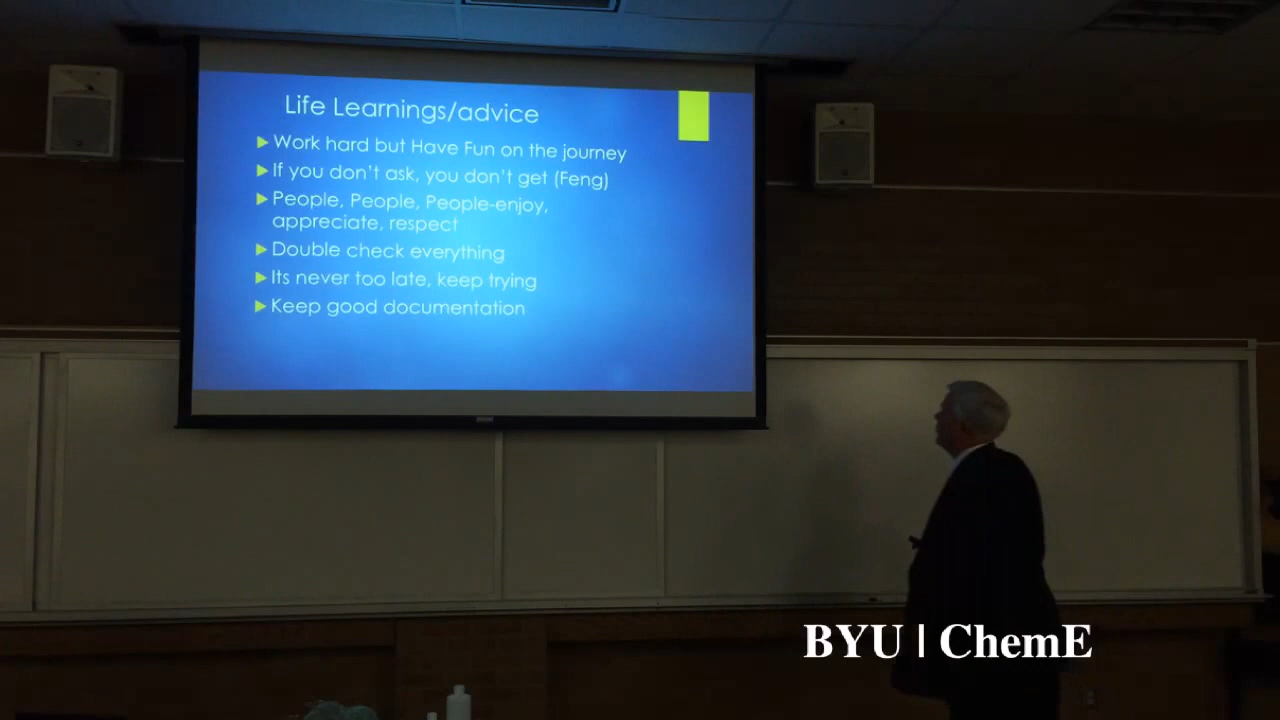 Life Learnings/advice
Work hard but Have Fun on the journey
If you don't ask, you don't get (Feng)
People, People, People-enjoy,
appreciate, respect
Double check everything
Its never too late, keep trying
Keep good documentation
BYU | ChemE